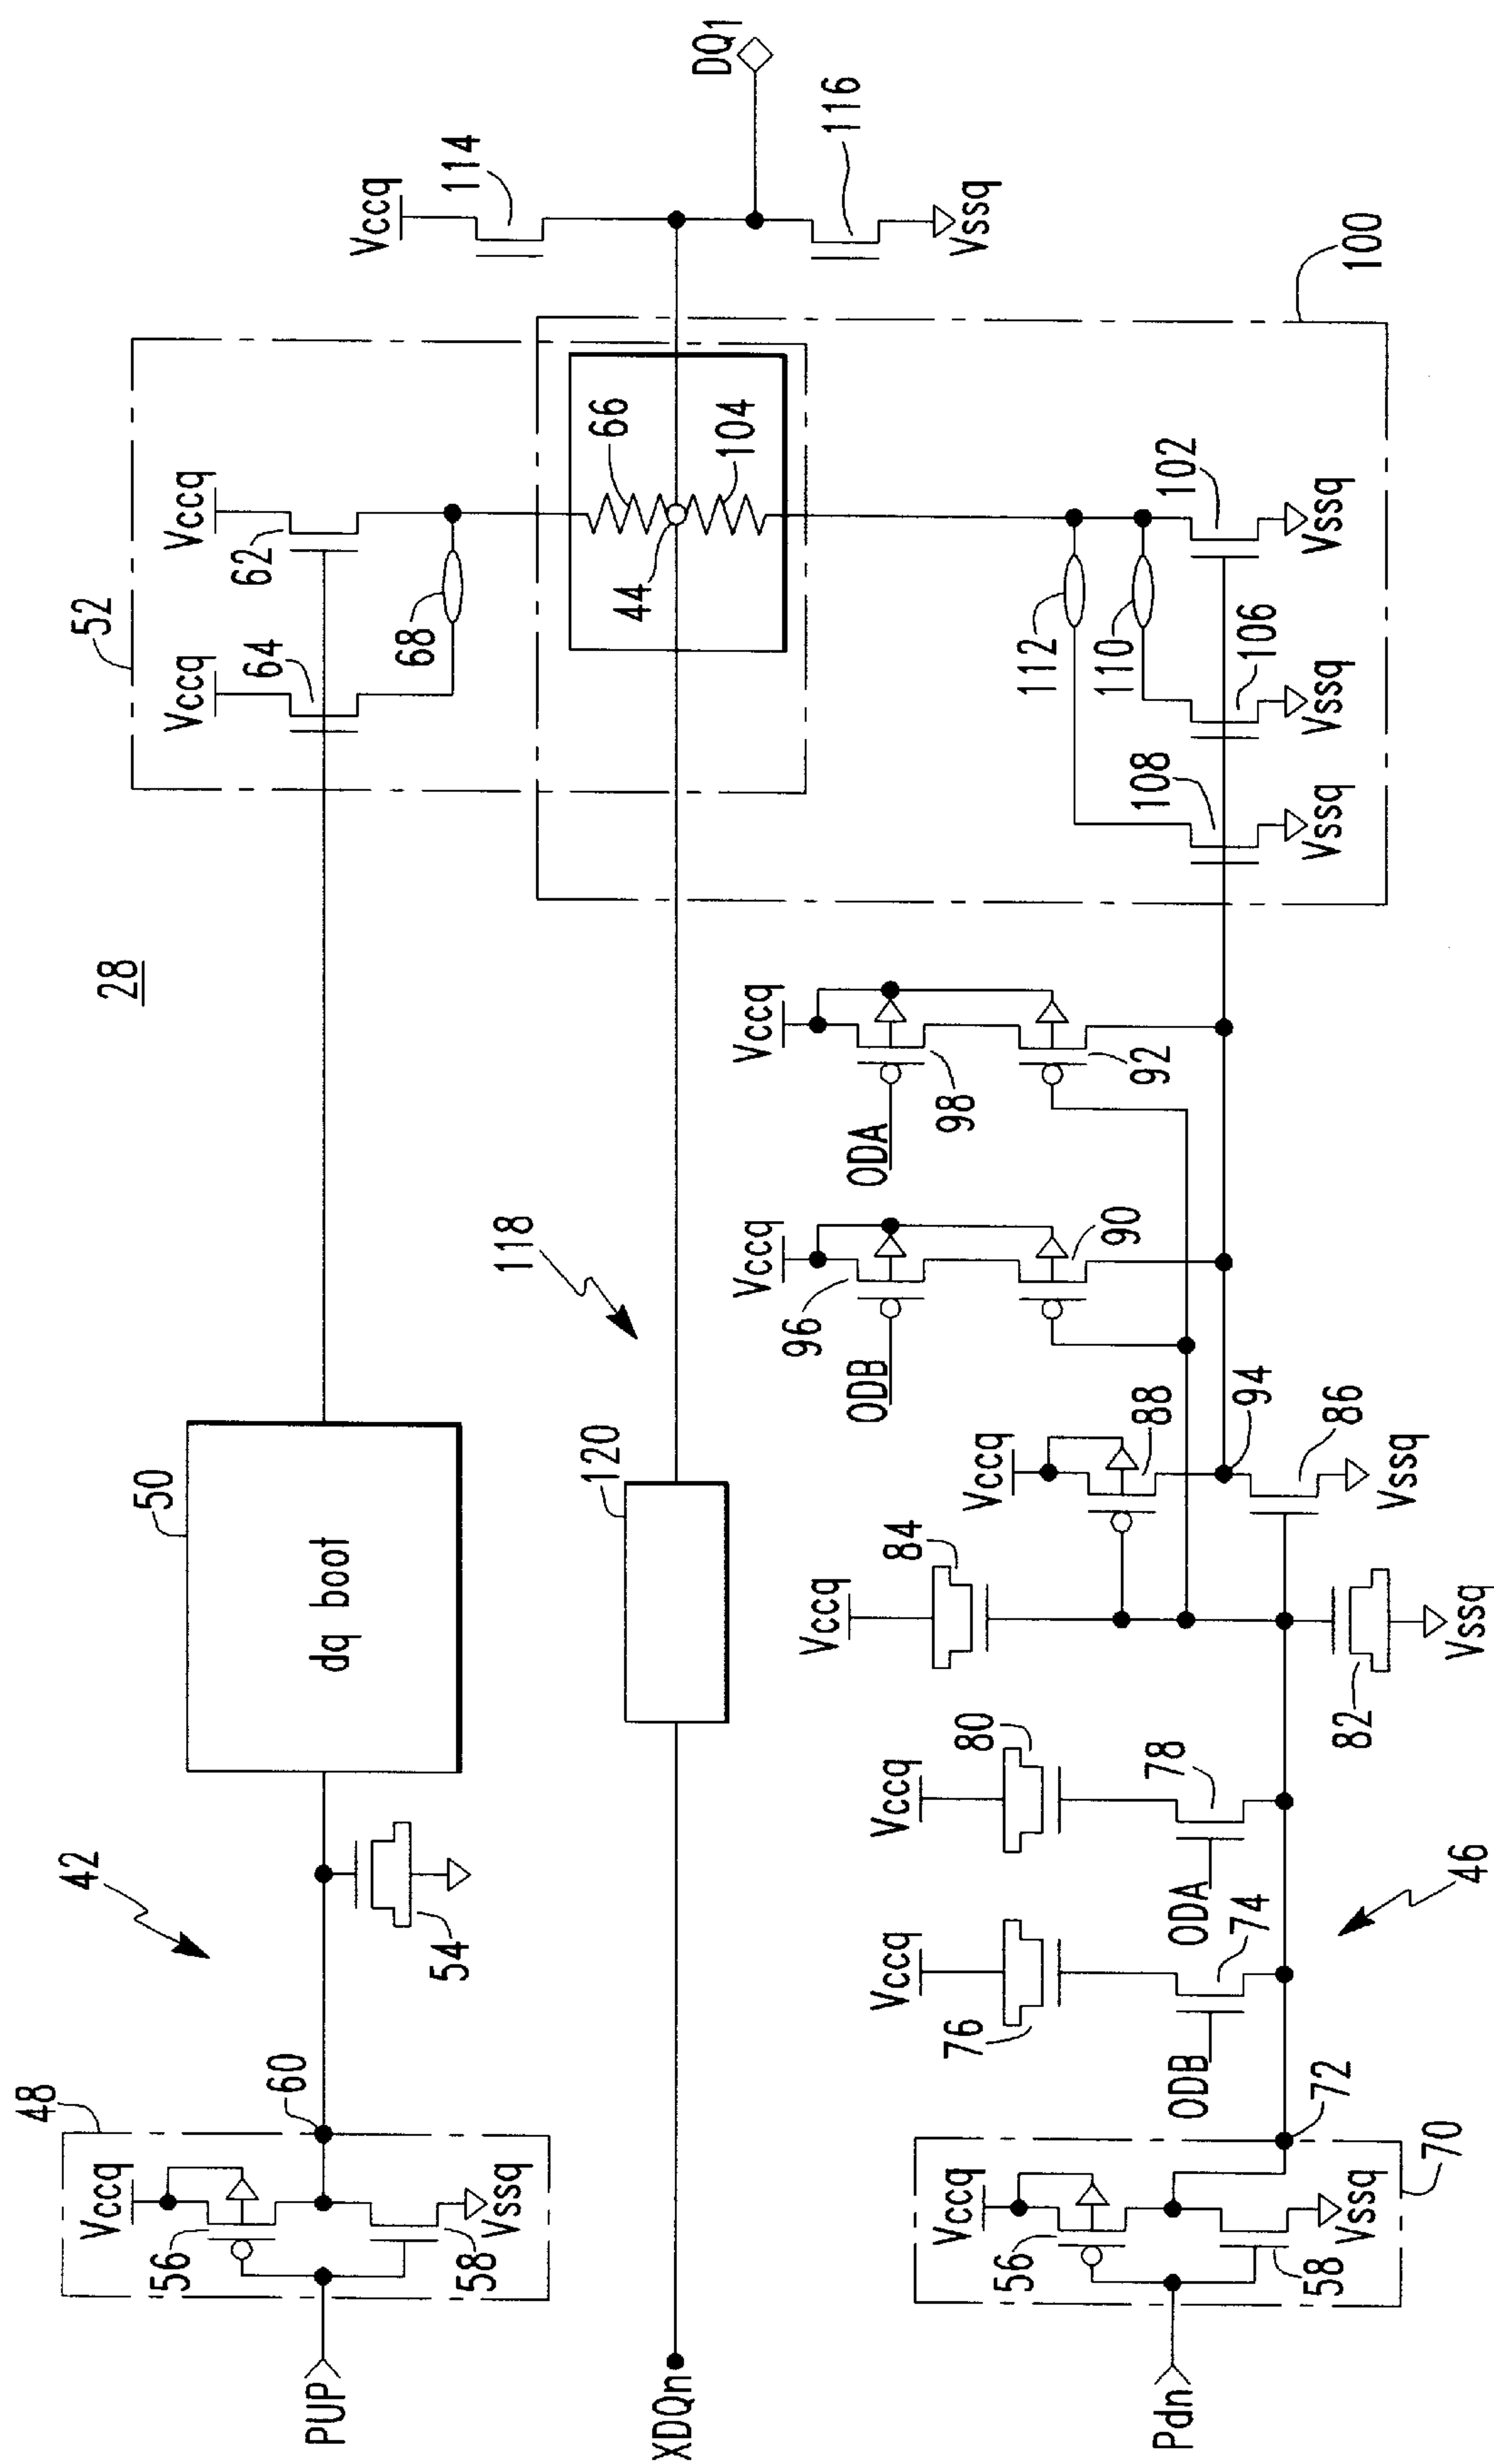 28
42
48
Vccq
56
58
Vssq
PUP
60
54
50
dq boot
52
Vccq
64
Vccq
62
68
66
44
104
Vccq
114
DQ1
116
Vssq
XDQn
120
118
100
Pdn
70
Vccq
56
58
Vssq
72
46
ODB
74
76
Vccq
ODA
78
80
Vccq
82
Vssq
84
Vccq
86
Vssq
88
Vccq
94
ODB
96
Vccq
90
ODA
98
Vccq
92
108
Vssq
106
Vssq
102
Vssq
112
110